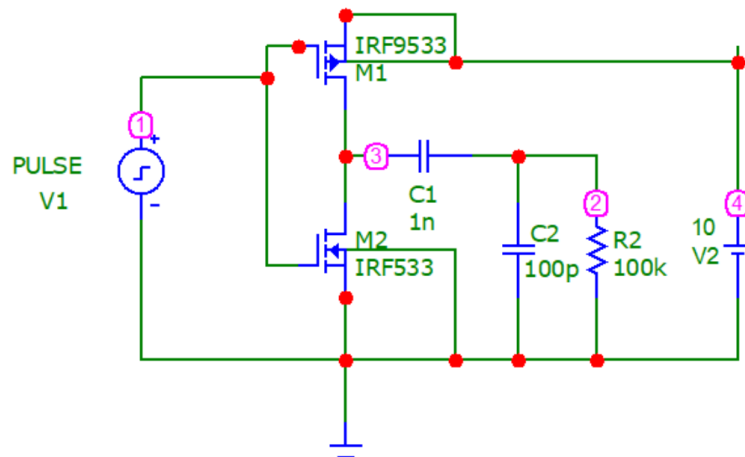 IRF9533
M1
1
PULSE
V1
+
-
3
C1
1n
M2
IRF533
C2
100p
2
R2
100k
4
10
V2